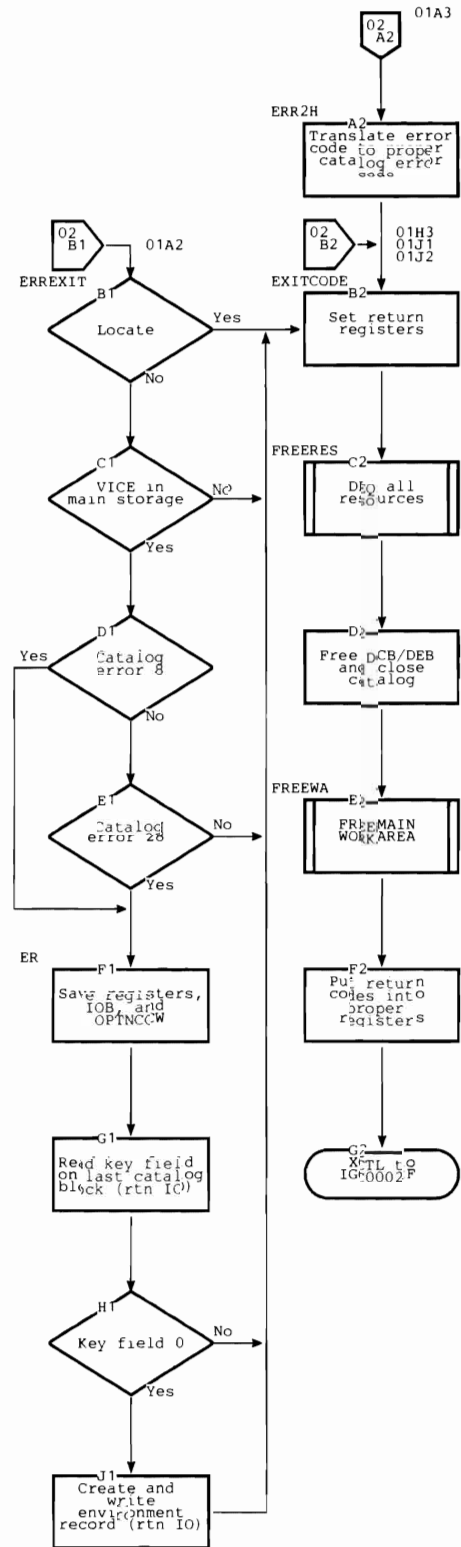 02
A2
01A3
ERR2H
A2
Translate error
code to proper
catalog error
code
02
B1
01A2
ERREXIT
B1
Locate
Yes
No
02
B2
01H3
01J1
01J2
EXITCODE
B2
Set return
registers
C1
VICE in
main storage
No
Yes
FREERES
C2
DEQ all
resources
D1
Catalog
error 8
Yes
No
D2
Free DCB/DEB
and close
catalog
E1
Catalog
error 28
No
Yes
FREEWA
E2
FREEMAIN
WORKAREA
ER
F1
Save registers,
IOB, and
OPTNCCW
F2
Put return
codes into
proper
registers
G1
Read key field
on last catalog
block (rtn IO)
G2
XCTL to
H1
Key field 0
No
Yes
J1
Create and
write
environment
record (rtn IO)